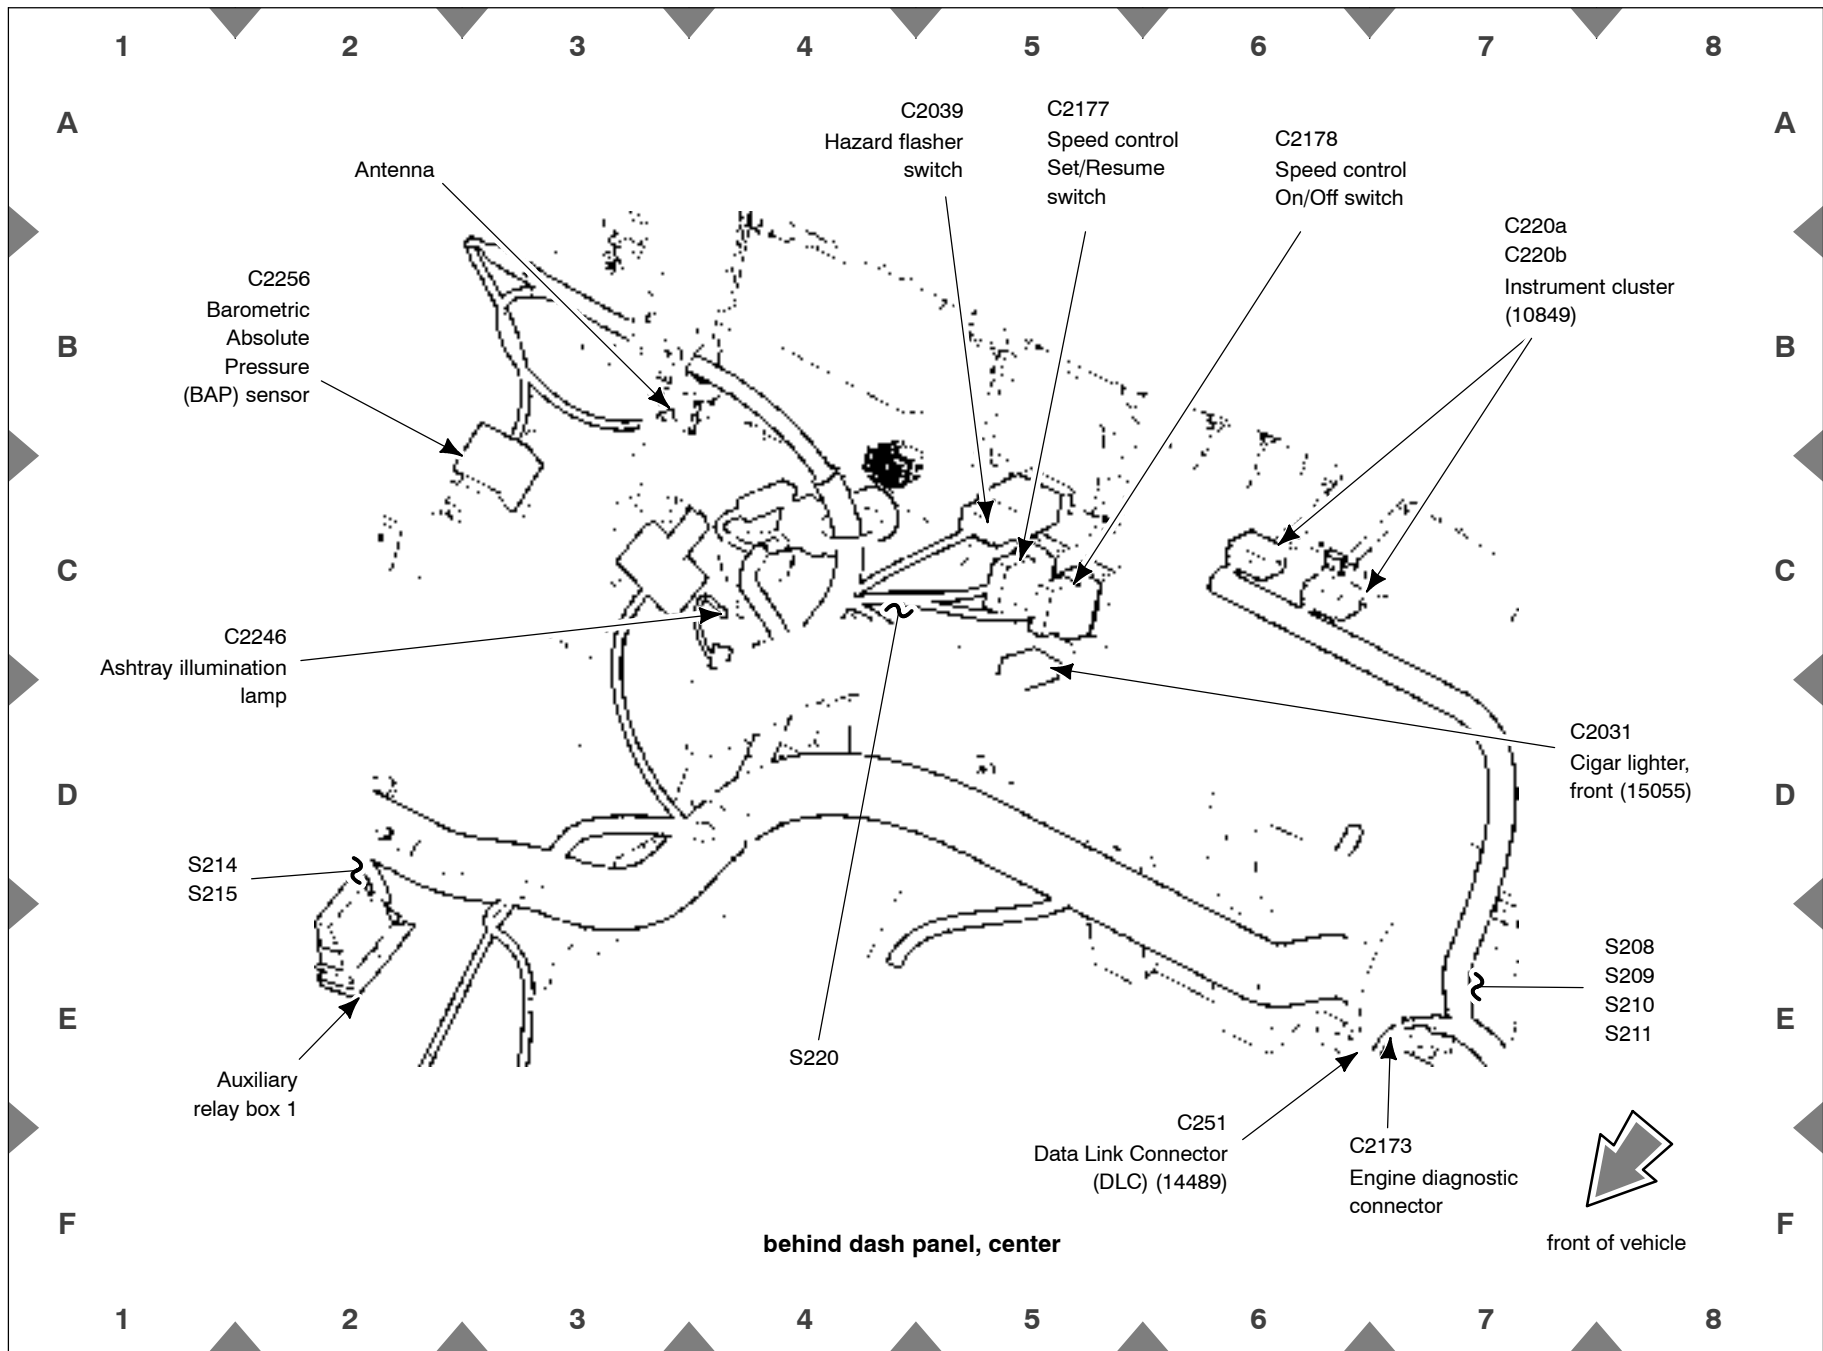 1 2 3 4 5 6 7 8
A A
C2039
Hazard flasher
switch
C2177
Speed control
Set/Resume
switch
C2178
Speed control
On/Off switch
Antenna
C220a
C220b
Instrument cluster
(10849)
C2256
Barometric
Absolute
Pressure
(BAP) sensor
B B
C C
C2246
Ashtray illumination
lamp
C2031
Cigar lighter,
front (15055)
D D
S214
S215
S208
S209
S210
S211
E E
S220
Auxiliary
relay box 1
C251
Data Link Connector
(DLC) (14489)
C2173
Engine diagnostic
connector
F F
behind dash panel, center
front of vehicle
1 2 3 4 5 6 7 8